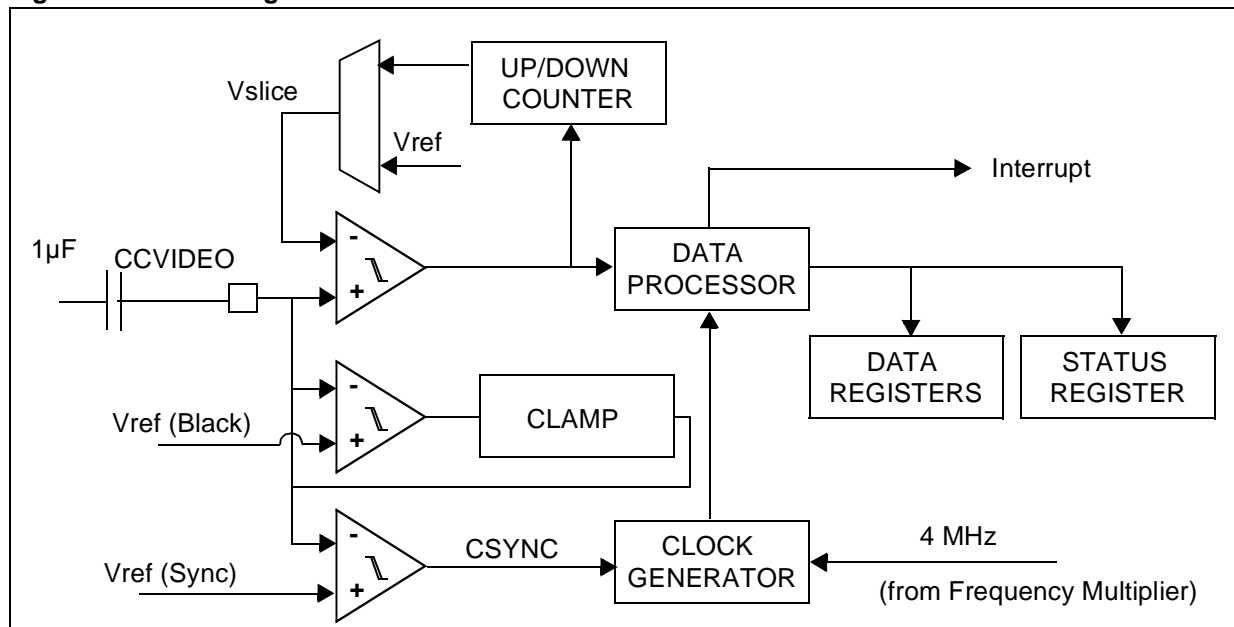 UP/DOWN
COUNTER
Vslice
Vref
Interrupt
1µF
CCVIDEO
-
+
DATA
PROCESSOR
DATA
REGISTERS
STATUS
REGISTER
-
+
Vref (Black)
CLAMP
-
+
Vref (Sync)
CSYNC
CLOCK
GENERATOR
4 MHz
(from Frequency Multiplier)